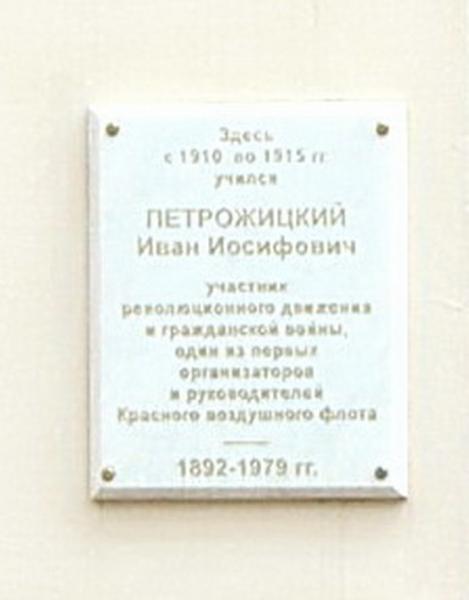 Здесь
с 1910 по 1915 гг
учился
ПЕТРОЖИЦКИЙ
Иван Иосифович
участник
революционного движения
и гражданской войны,
один из первых
организаторов
и руководителей
Красного воздушного флота
1892-1979 гг.